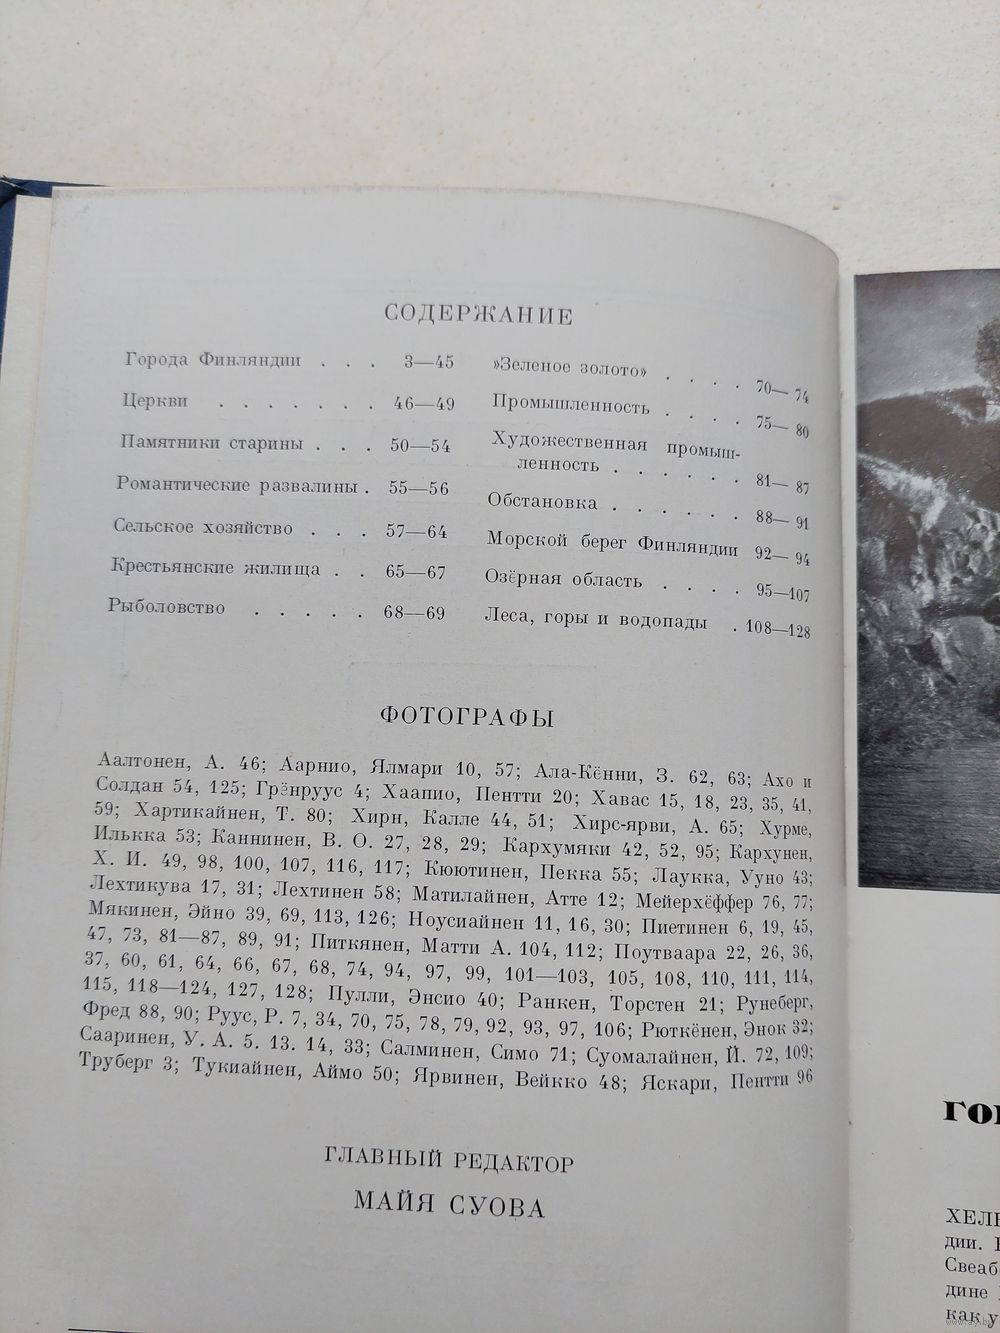 СОДЕРЖАНИЕ
Города Финляндии . . . 3—45
Церкви . . . . . . . 46—49
Памятники старины . . . 50—54
Романтические развалины . 55—56
Сельское хозяйство . . . 57—64
Крестьянские жилища . . 65—67
Рыболовство . . . . . 68—69
»Зеленое золото» . . . . 70—74
Промышленность . . . . 75—80
Художественная промыш-
ленность . . . . . . 81—87
Обстановка . . . . . . 88—91
Морской берег Финляндии 92—94
Озёрная область . . . . 95—107
Леса, горы и водопады . 108—128
ФОТОГРАФЫ
Аалтонен, А. 46; Аарнио, Ялмари 10, 57; Ала-Кённи, З. 62, 63; Ахо и
Солдан 54, 125; Грёнруус 4; Хаапио, Пентти 20; Хавас 15, 18, 23, 35, 41,
59; Хартикайнен, Т. 80; Хирн, Калле 44, 51; Хирс-ярви, А. 65; Хурме,
Илькка 53; Каннинен, В. О. 27, 28, 29; Кархумяки 42, 52, 95; Кархунен,
Х. И. 49, 98, 100, 107, 116, 117; Кююτинен, Пекка 55; Лаукка, Ууно 43;
Лехтикува 17, 31; Лехтинен 58; Матилайнен, Атте 12; Мейерхёффер 76, 77;
Мякинен, Эйно 39, 69, 113, 126; Ноусиайнен 11, 16, 30; Пиетинен 6, 19, 45,
47, 73, 81—87, 89, 91; Питкянен, Матти А. 104, 112; Поутваара 22, 26, 36,
37, 60, 61, 64, 66, 67, 68, 74, 94, 97, 99, 101—103, 105, 108, 110, 111, 114,
115, 118—124, 127, 128; Пулли, Энсио 40; Ранкен, Торстен 21; Рунеберг,
Фред 88, 90; Руус, Р. 7, 34, 70, 75, 78, 79, 92, 93, 97, 106; Рюткёнен, Энок 32;
Сааринен, У. А. 5. 13. 14, 33; Салминен, Симо 71; Суомалайнен, Й. 72, 109;
Труберг 3; Тукиайнен, Аймо 50; Ярвинен, Вейкко 48; Яскари, Пентти 96
ГЛАВНЫЙ РЕДАКТОР
МАЙЯ СУОВА
дии.
как